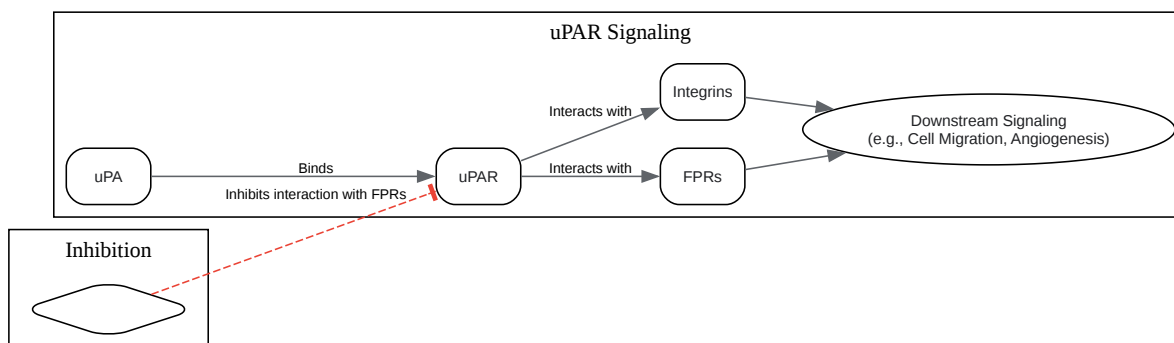 uPAR Signaling
Integrins
Interacts with
Downstream Signaling
(e.g., Cell Migration, Angiogenesis)
uPA
Binds
uPAR
Interacts with
FPRs
Inhibits interaction with FPRs
Inhibition